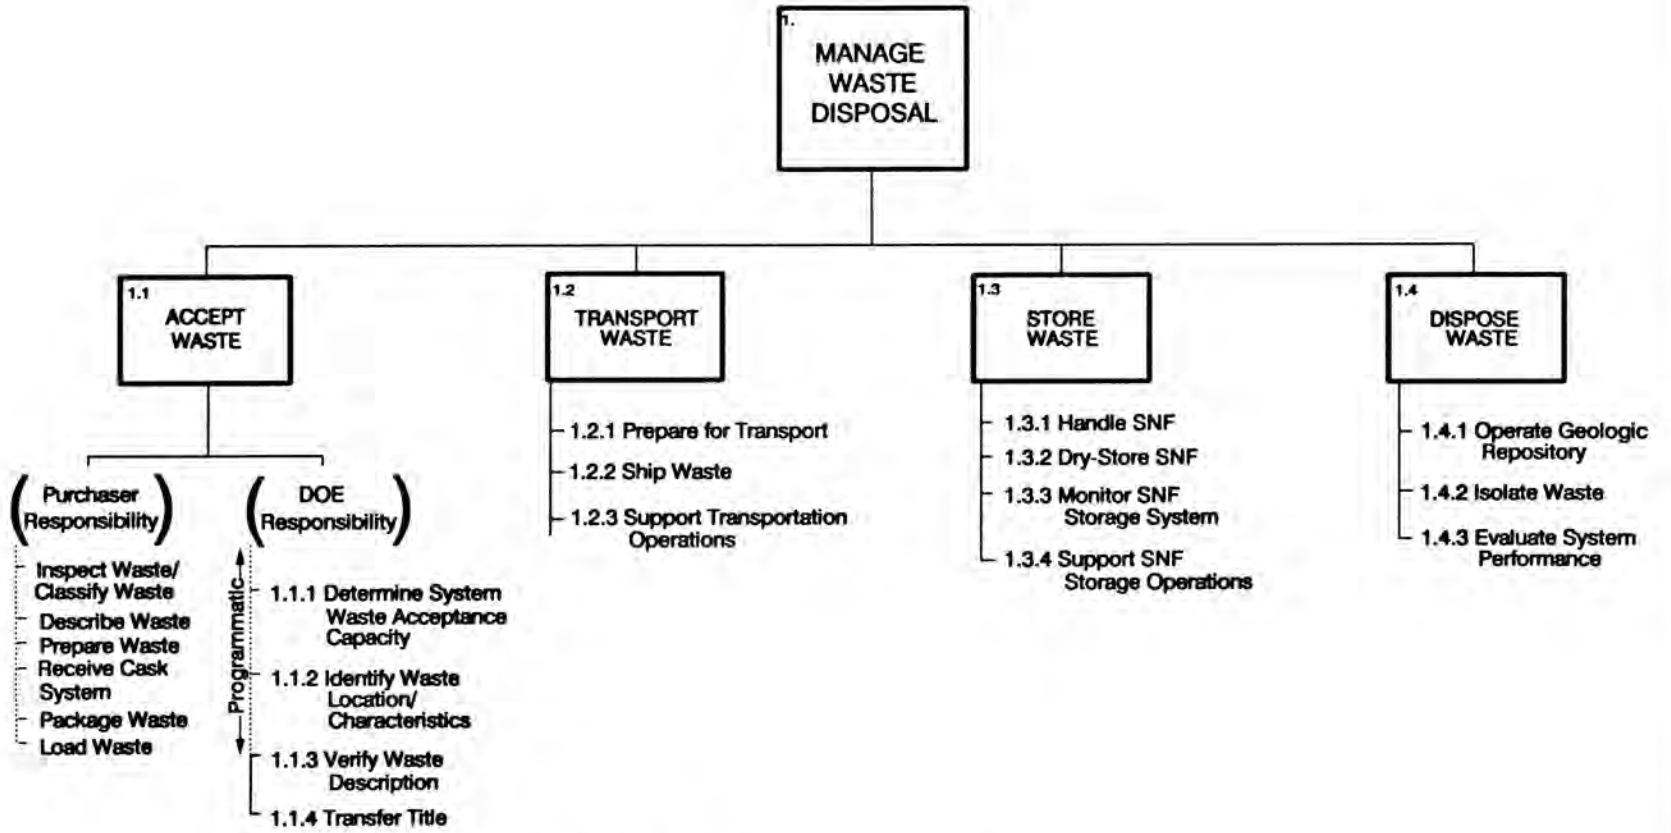 1.
MANAGE
WASTE
DISPOSAL
1.1
ACCEPT
WASTE
1.2
TRANSPORT
WASTE
1.3
STORE
WASTE
1.4
DISPOSE
WASTE
Purchaser
Responsibility
Inspect Waste/
Classify Waste
Describe Waste
Prepare Waste
Receive Cask
System
Package Waste
Load Waste
DOE
Responsibility
Programmatic
1.1.1 Determine System
Waste Acceptance
Capacity
1.1.2 Identify Waste
Location/
Characteristics
1.1.3 Verify Waste
Description
1.1.4 Transfer Title
1.2.1 Prepare for Transport
1.2.2 Ship Waste
1.2.3 Support Transportation
Operations
1.3.1 Handle SNF
1.3.2 Dry-Store SNF
1.3.3 Monitor SNF
Storage System
1.3.4 Support SNF
Storage Operations
1.4.1 Operate Geologic
Repository
1.4.2 Isolate Waste
1.4.3 Evaluate System
Performance